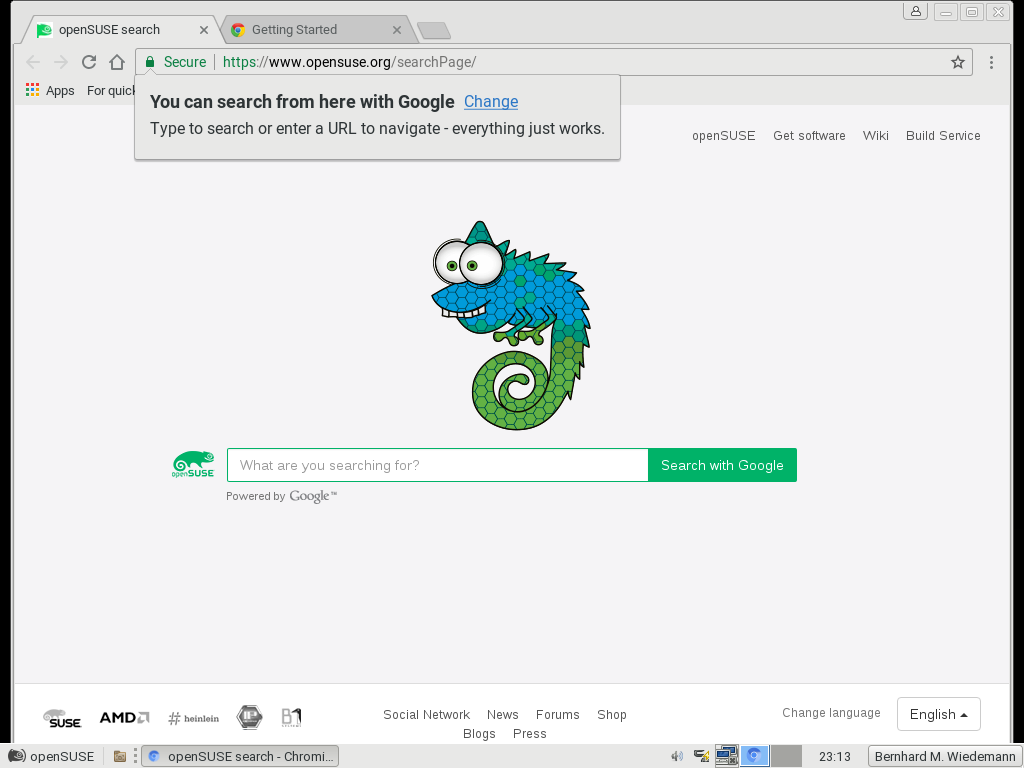 openSUSE search
Getting Started
Secure https://www.opensuse.org/searchPage/
Apps For quick
You can search from here with Google Change
Type to search or enter a URL to navigate - everything just works.
openSUSE Get software Wiki Build Service
openSUSE
What are you searching for?
Search with Google
Powered by Google™
SUSE AMD # heinlein IP B1
Social Network News Forums Shop
Blogs Press
Change language
English
openSUSE
openSUSE search - Chromi...
23:13
Bernhard M. Wiedemann